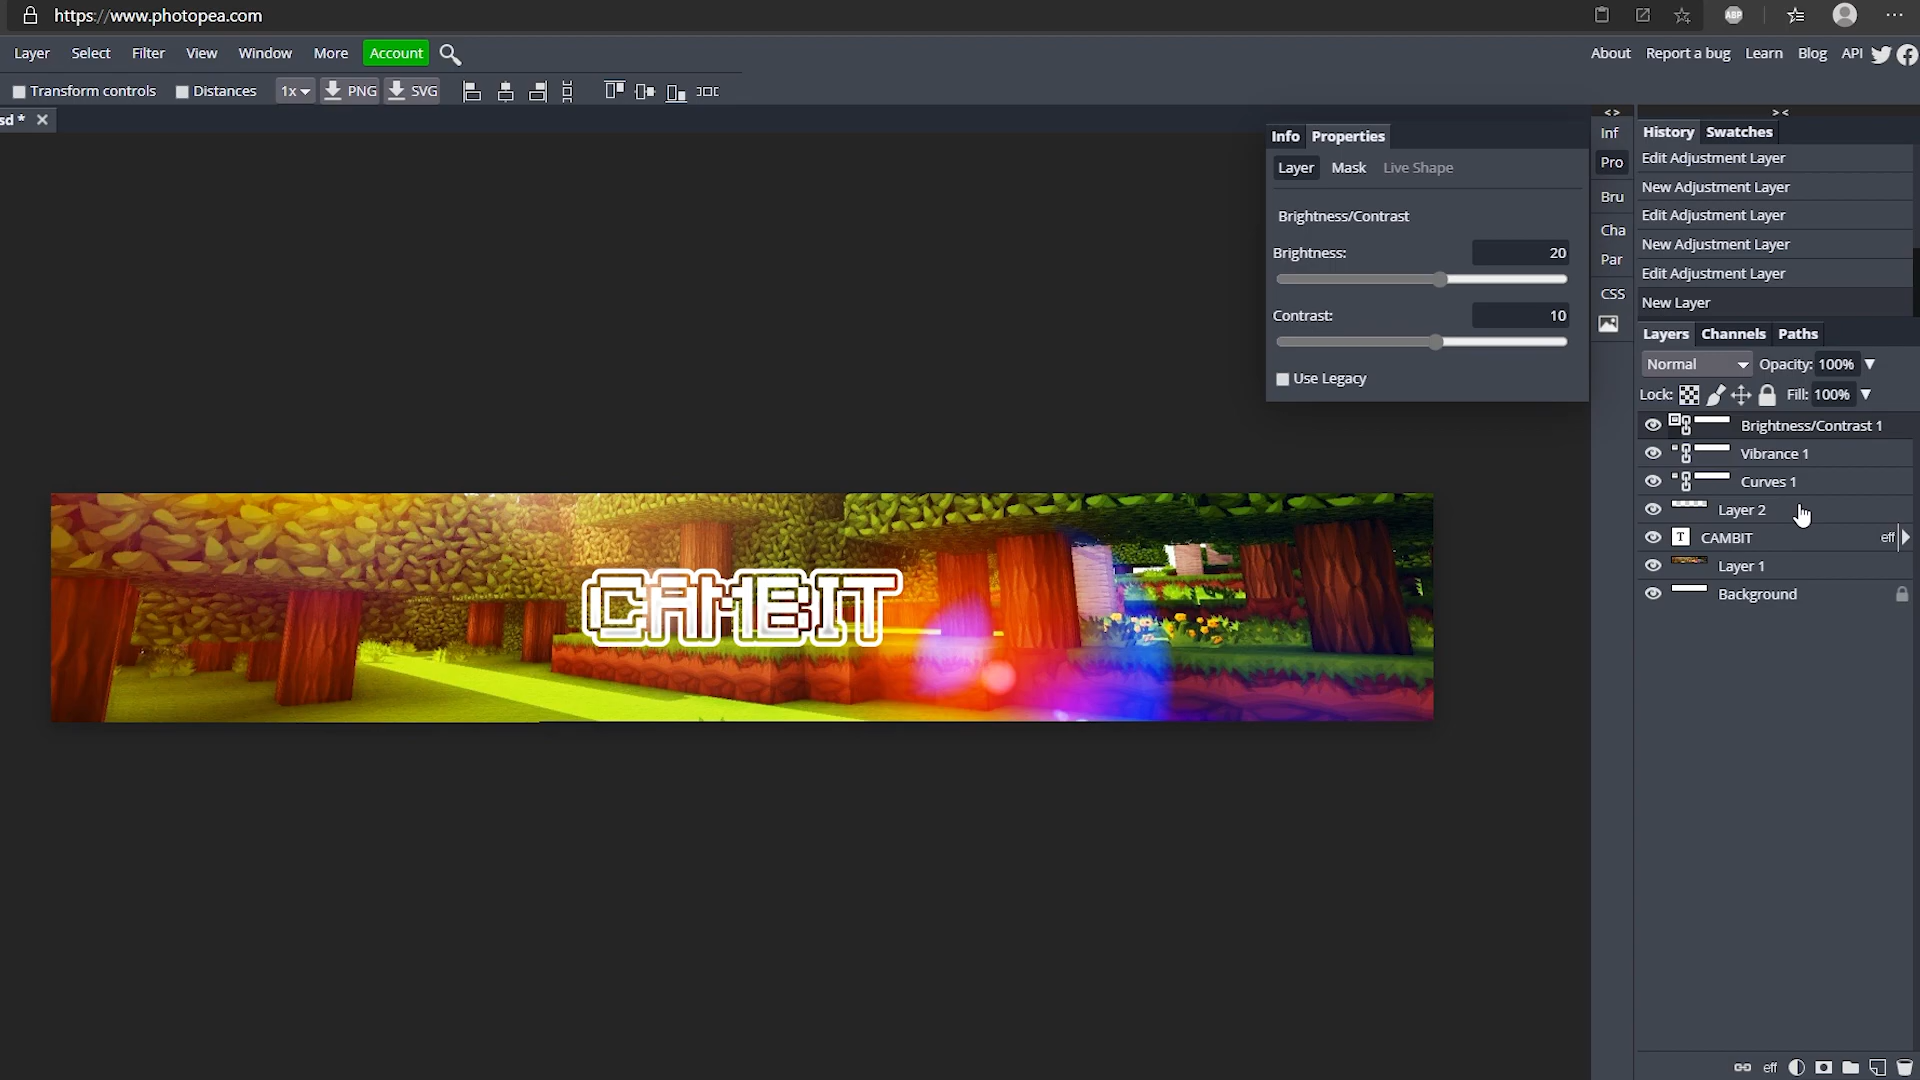 https://www.photopea.com
Layer Select Filter View Window More Account
About Report a bug Learn Blog API
Transform controls Distances 1x PNG SVG
sd *
Info Properties
Layer Mask Live Shape
Brightness/Contrast
Brightness: 20
Contrast: 10
Use Legacy
Inf
Pro
Bru
Cha
Par
CSS
History Swatches
Edit Adjustment Layer
New Adjustment Layer
Edit Adjustment Layer
New Adjustment Layer
Edit Adjustment Layer
New Layer
Layers Channels Paths
Normal Opacity: 100%
Lock: Fill: 100%
Brightness/Contrast 1
Vibrance 1
Curves 1
Layer 2
T CAMBIT eff
Layer 1
Background
CAMBIT
eff
ABP